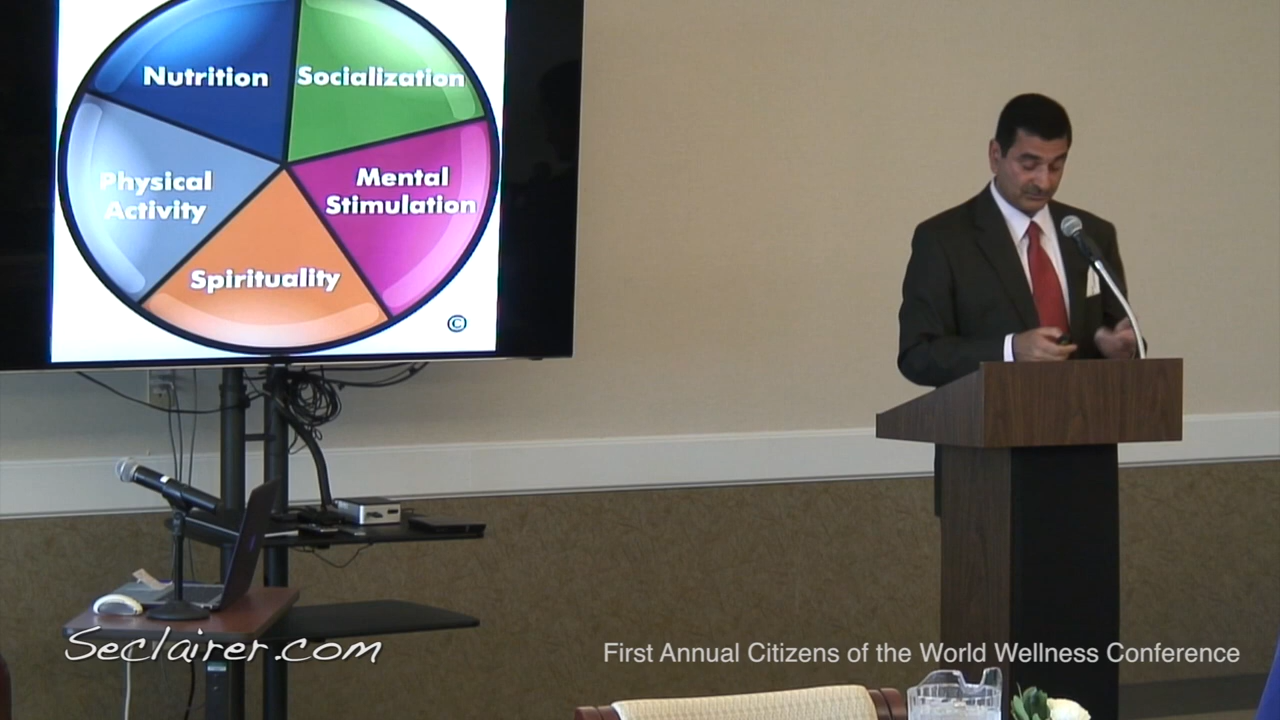 Nutrition
Socialization
Physical
Activity
Mental
Stimulation
Spirituality
©
Seclairer.com
First Annual Citizens of the World Wellness Conference